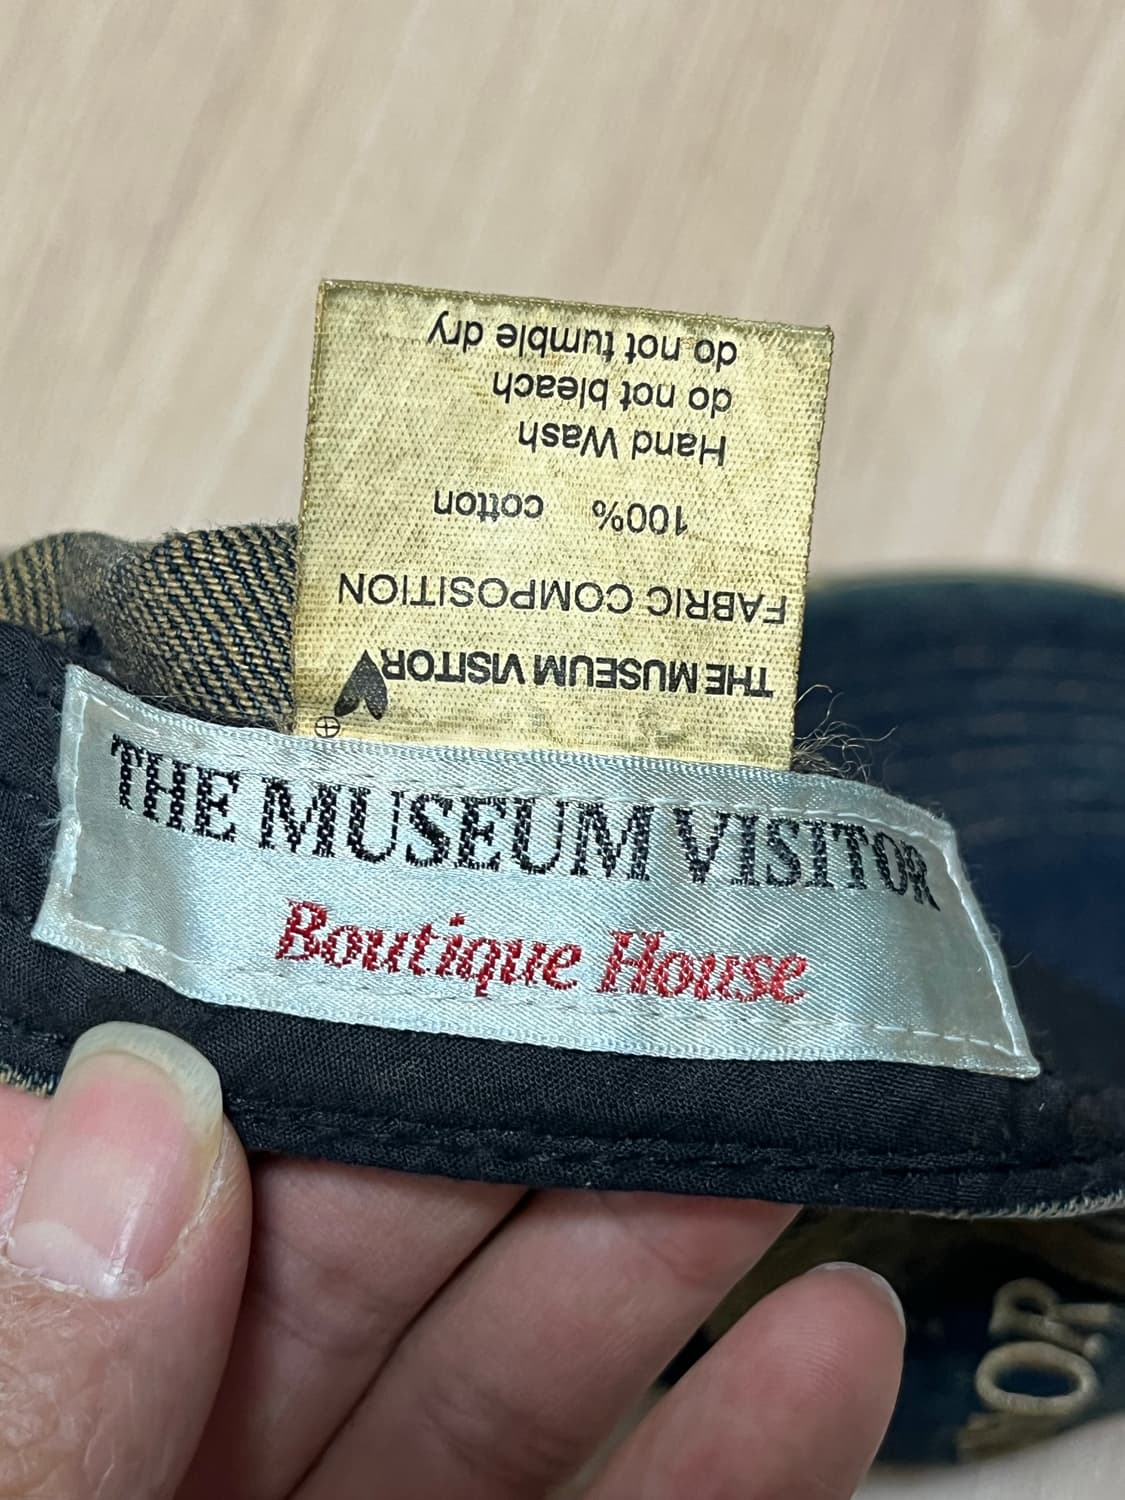 THE MUSEUM VISITOR
FABRIC COMPOSITION
100% cotton
Hand Wash
do not bleach
do not tumble dry
THE MUSEUM VISITOR
Boutique House